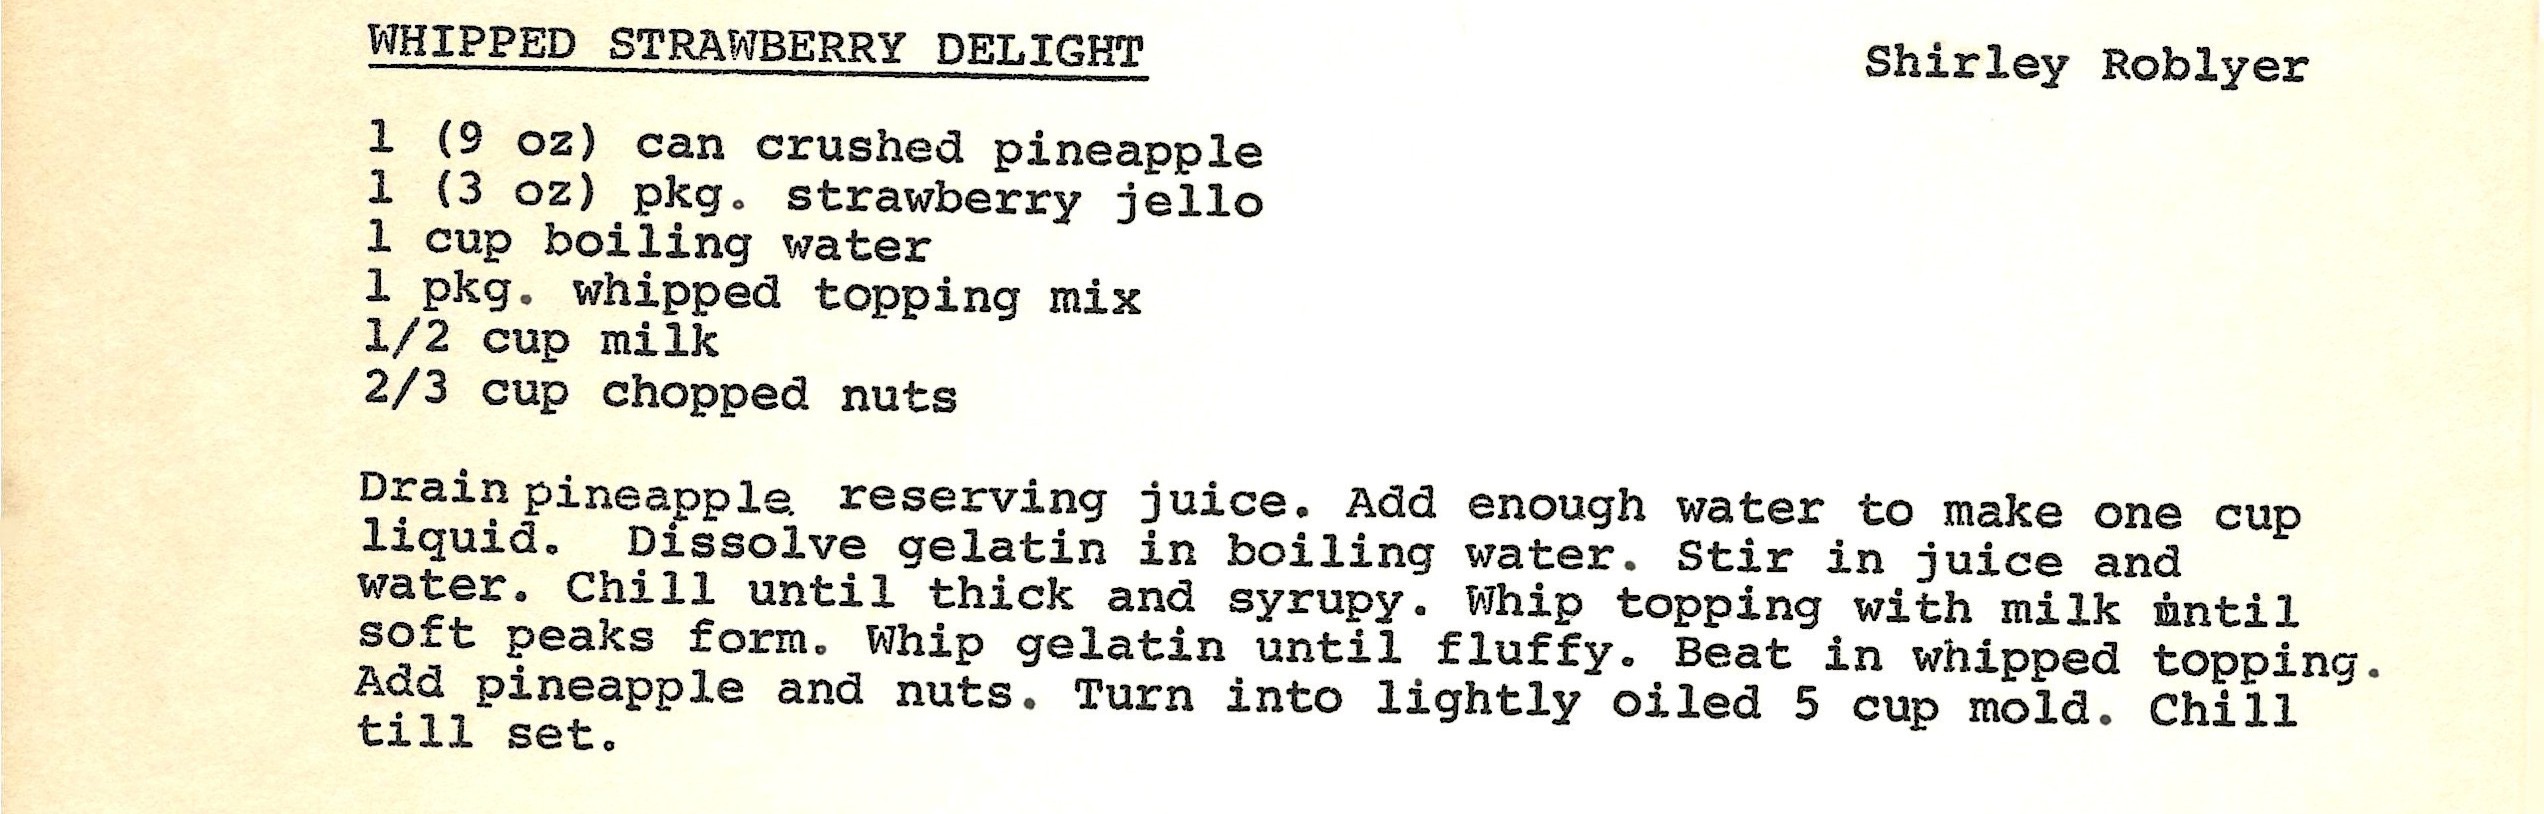 WHIPPED STRAWBERRY DELIGHT Shirley Roblyer
1 (9 oz) can crushed pineapple
1 (3 oz) pkg. strawberry jello
1 cup boiling water
1 pkg. whipped topping mix
1/2 cup milk
2/3 cup chopped nuts
Drain pineapple reserving juice. Add enough water to make one cup
liquid. Dissolve gelatin in boiling water. Stir in juice and
water. Chill until thick and syrupy. Whip topping with milk until
soft peaks form. Whip gelatin until fluffy. Beat in whipped topping.
Add pineapple and nuts. Turn into lightly oiled 5 cup mold. Chill
till set.